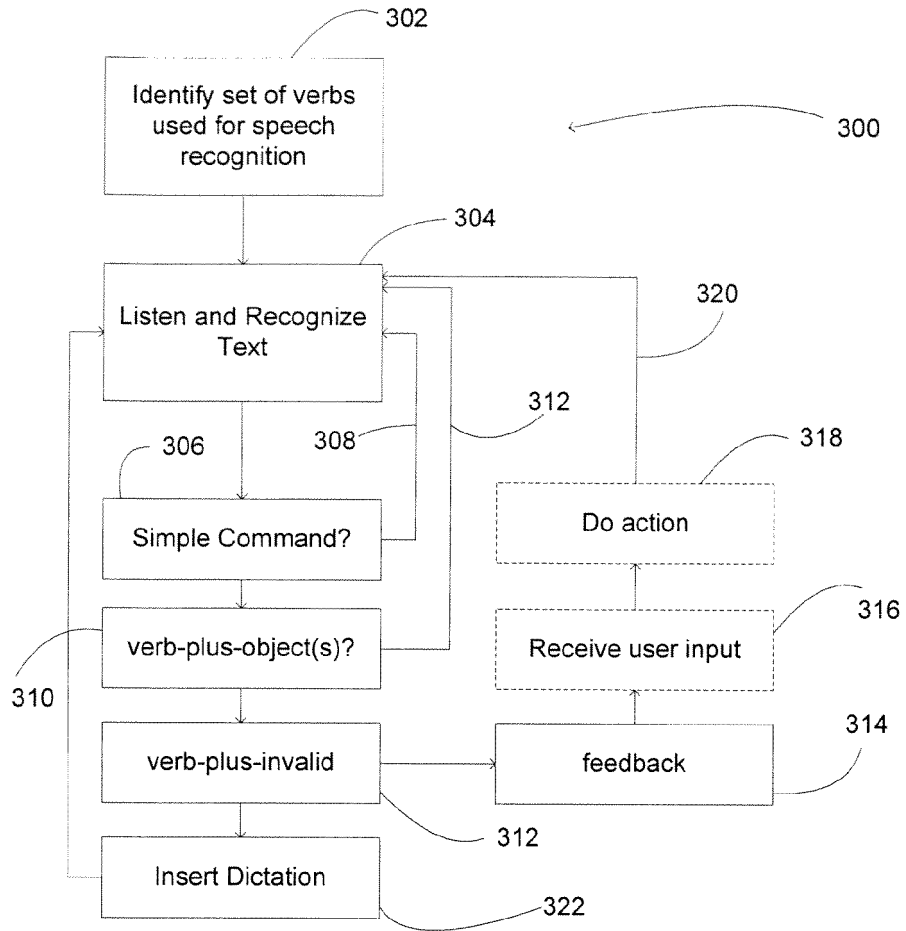 302
Identify set of verbs
used for speech
recognition
300
304
Listen and Recognize
Text
320
312
308
306
318
Simple Command?
Do action
316
verb-plus-object(s)?
Receive user input
310
314
verb-plus-invalid
feedback
312
Insert Dictation
322